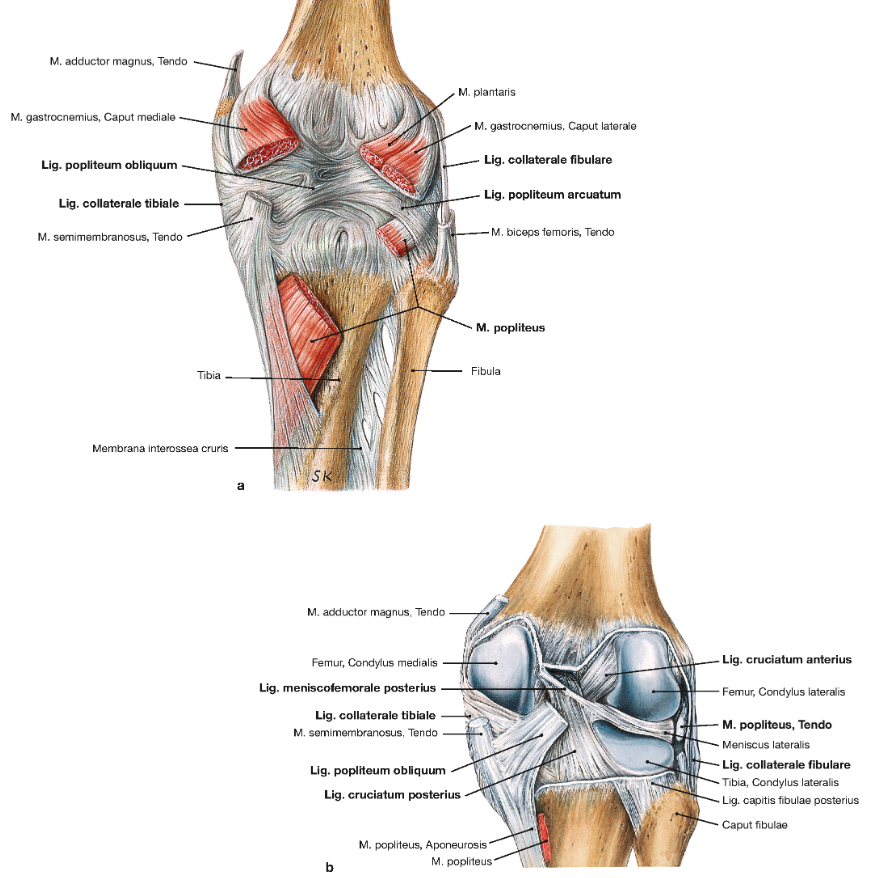 M. adductor magnus, Tendo
M. plantaris
M. gastrocnemius, Caput mediale
M. gastrocnemius, Caput laterale
Lig. popliteum obliquum
Lig. collaterale fibulare
Lig. collaterale tibiale
Lig. popliteum arcuatum
M. semimembranosus, Tendo
M. biceps femoris, Tendo
M. popliteus
Tibia
Fibula
Membrana interossea cruris
SK
a
M. adductor magnus, Tendo
Femur, Condylus medialis
Lig. cruciatum anterius
Lig. meniscofemorale posterius
Femur, Condylus lateralis
Lig. collaterale tibiale
M. popliteus, Tendo
M. semimembranosus, Tendo
Meniscus lateralis
Lig. popliteum obliquum
Lig. collaterale fibulare
Tibia, Condylus lateralis
Lig. cruciatum posterius
Lig. capitis fibulae posterius
Caput fibulae
M. popliteus, Aponeurosis
M. popliteus
b